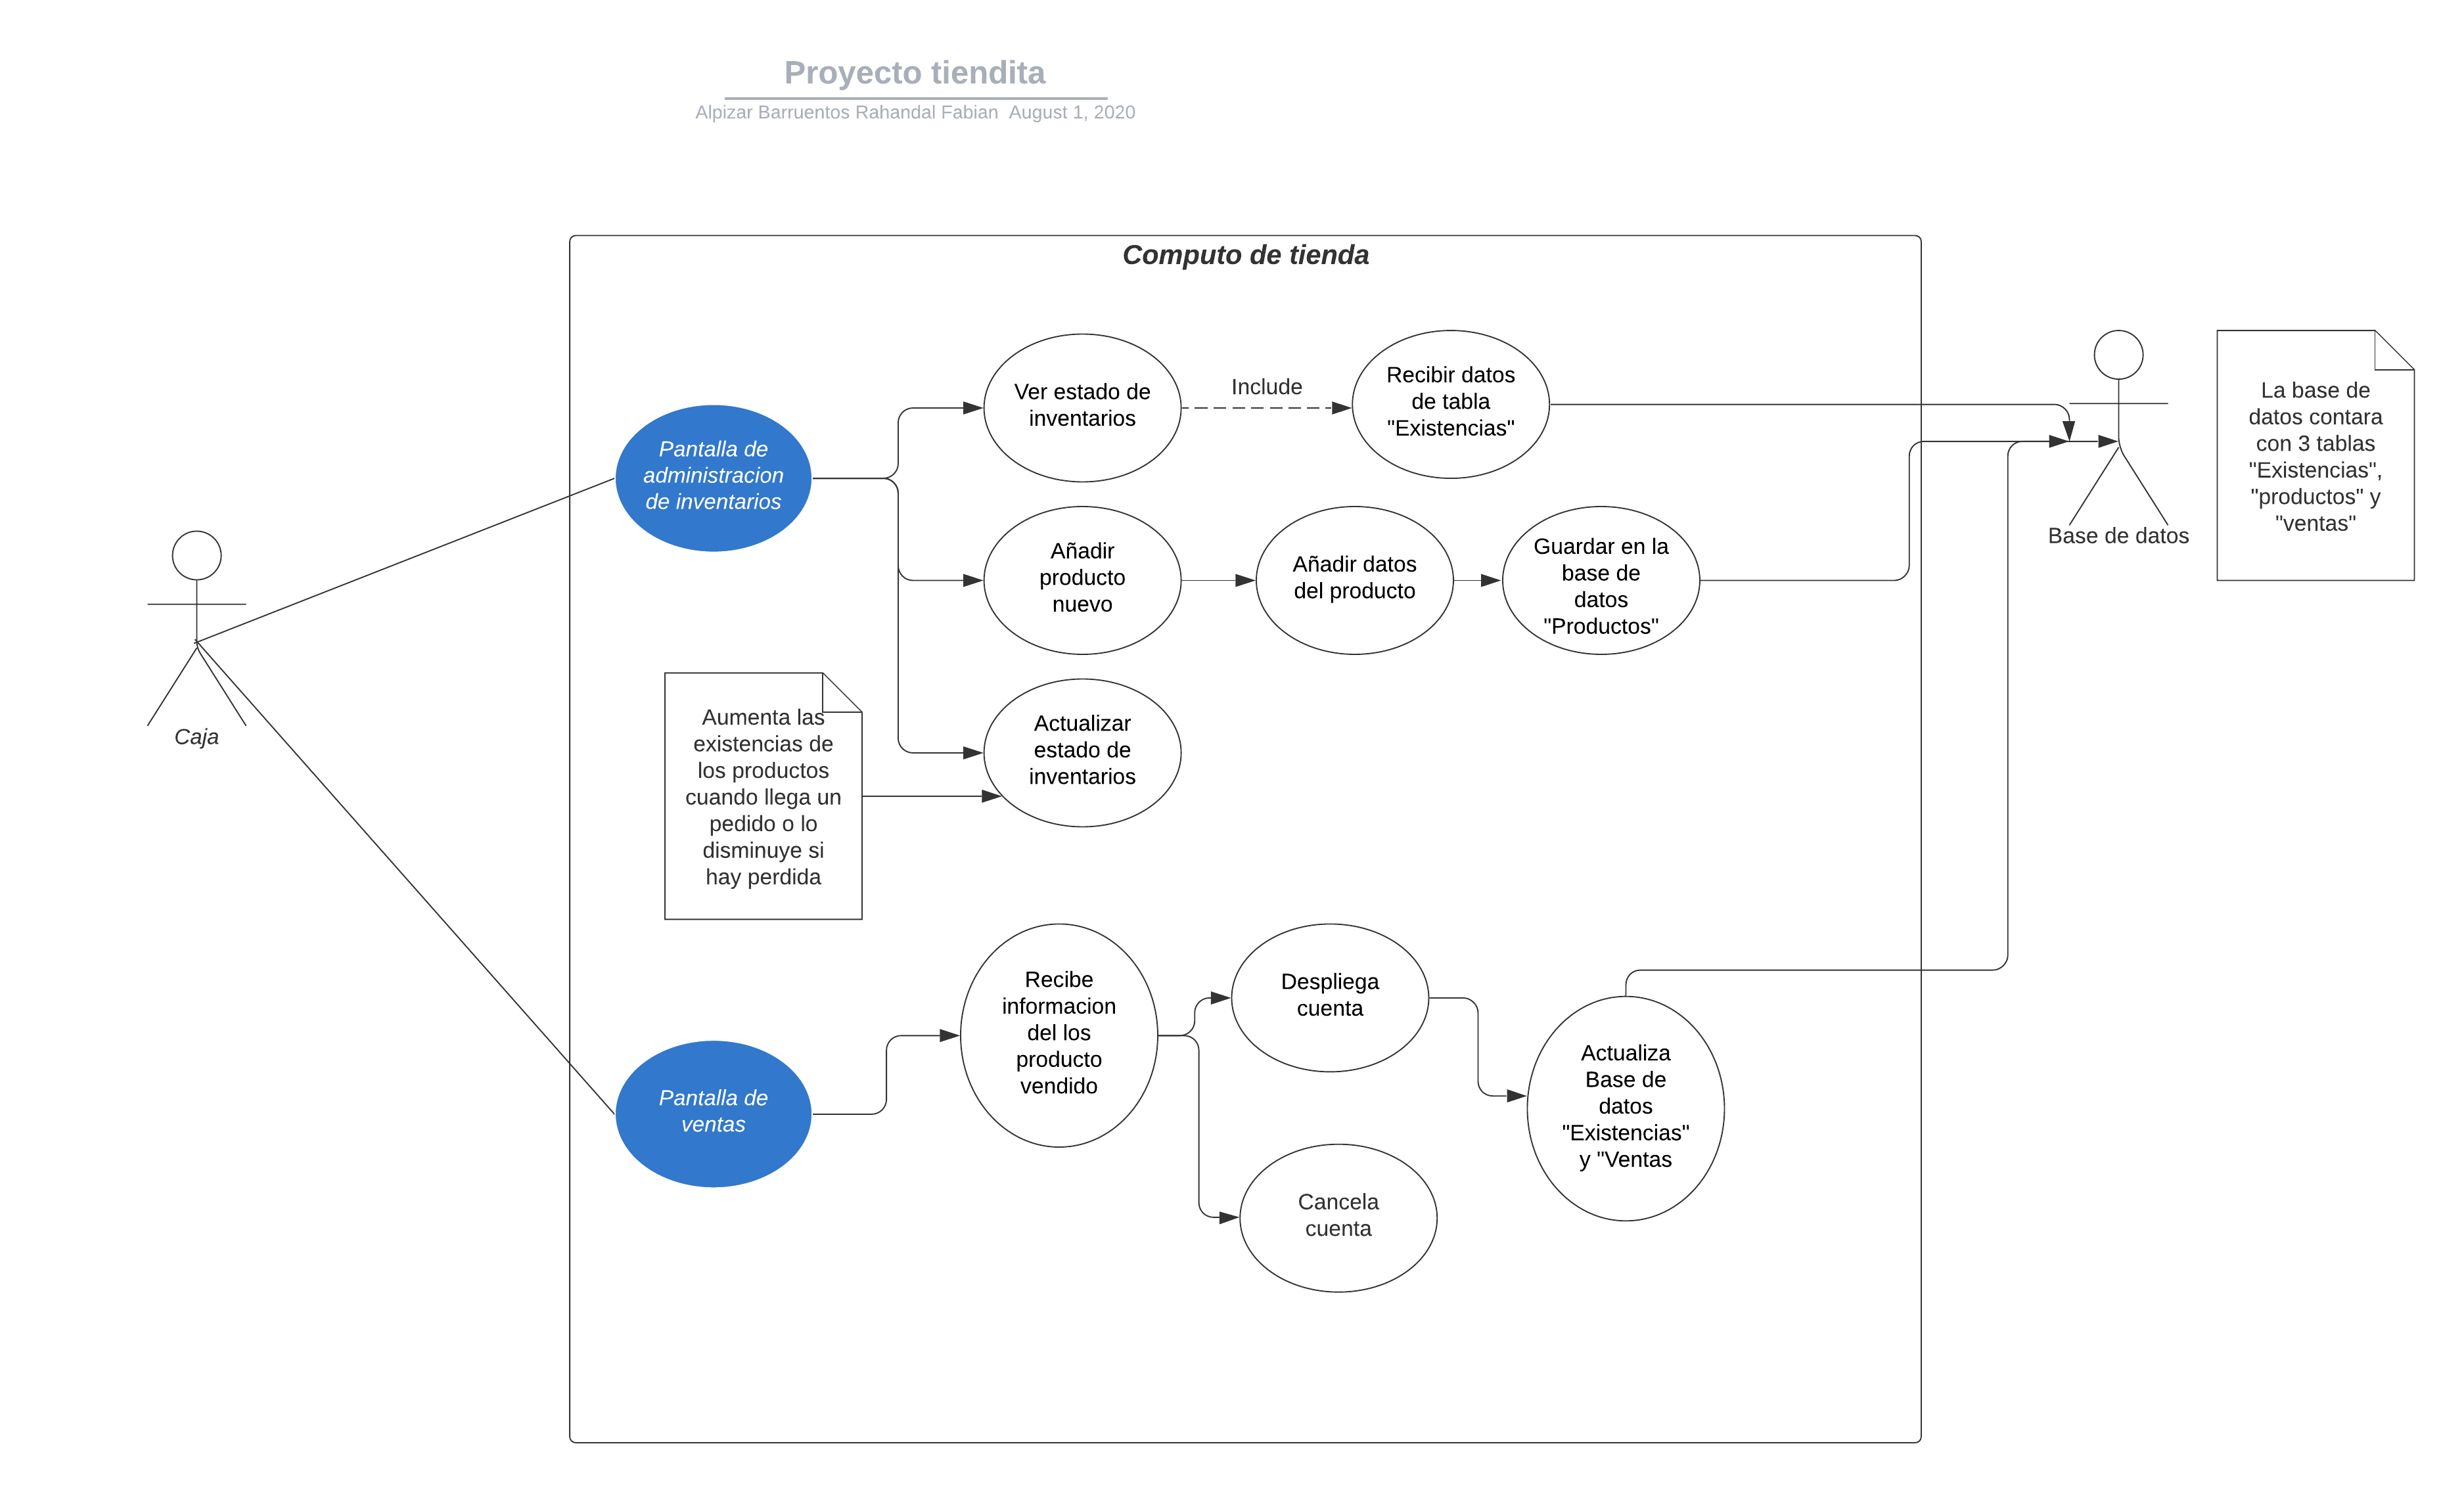 Proyecto tiendita
Alpizar Barruentos Rahandal Fabian  August 1, 2020
Computo de tienda
Caja
Pantalla de
administracion
de inventarios
Ver estado de
inventarios
Include
Recibir datos
de tabla
"Existencias"
Añadir
producto
nuevo
Añadir datos
del producto
Guardar en la
base de
datos
"Productos"
Base de datos
La base de
datos contara
con 3 tablas
"Existencias",
"productos" y
"ventas"
Aumenta las
existencias de
los productos
cuando llega un
pedido o lo
disminuye si
hay perdida
Actualizar
estado de
inventarios
Pantalla de
ventas
Recibe
informacion
del los
producto
vendido
Despliega
cuenta
Cancela
cuenta
Actualiza
Base de
datos
"Existencias"
y "Ventas